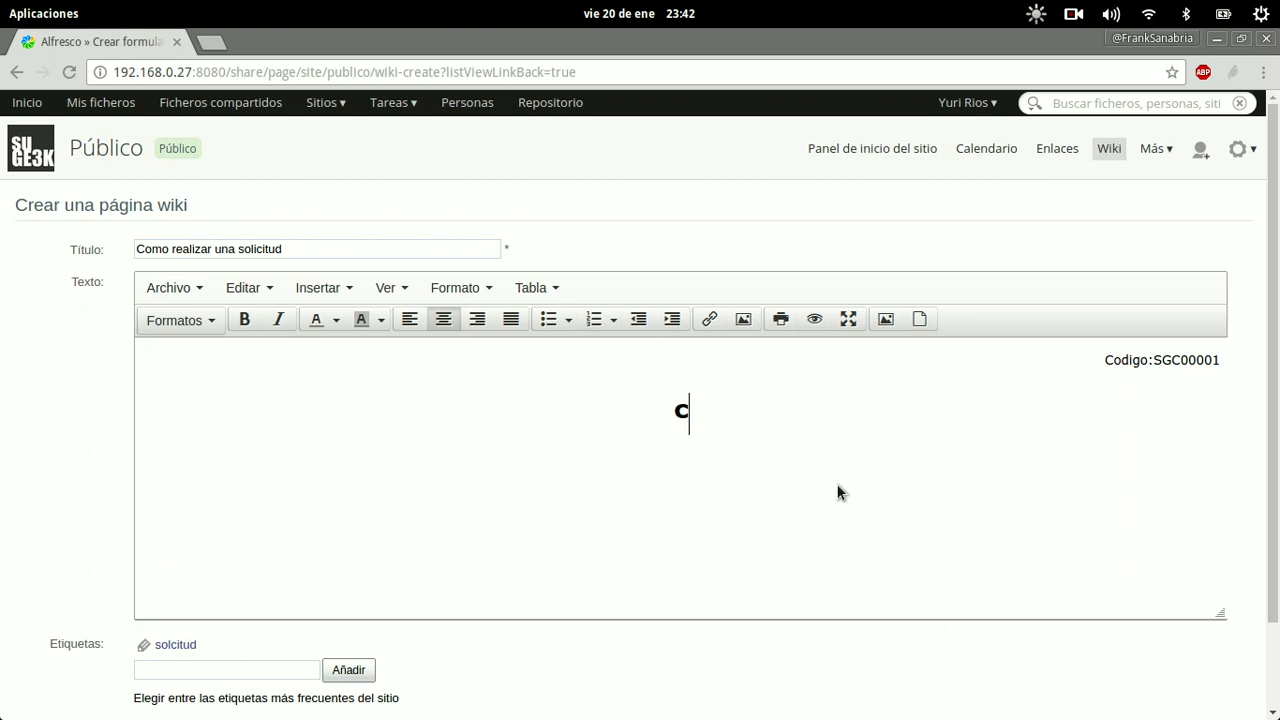 Aplicaciones
vie 20 de ene 23:42
Alfresco » Crear formula
@FrankSanabria
192.168.0.27:8080/share/page/site/publico/wiki-create?listViewLinkBack=true
ABP
Inicio Mis ficheros Ficheros compartidos Sitios Tareas Personas Repositorio Yuri Rios Buscar ficheros, personas, siti
SU
GE3K
Público Público Panel de inicio del sitio Calendario Enlaces Wiki Más
Crear una página wiki
Título: Como realizar una solicitud *
Texto:
Archivo Editar Insertar Ver Formato Tabla
Formatos B I A A
Codigo:SGC00001
c
Etiquetas: solcitud
Añadir
Elegir entre las etiquetas más frecuentes del sitio